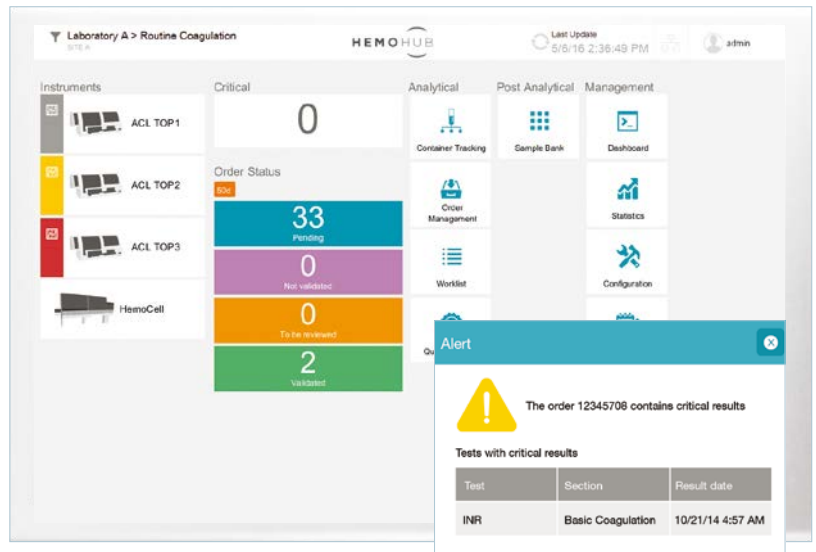 Laboratory A > Routine Coagulation
SITE A
HEMOHUB
Last Update
5/6/16 2:36:49 PM
admin
Instruments
Critical
Analytical
Post Analytical
Management
ACL TOP1
0
Container Tracking
Sample Bank
Dashboard
ACL TOP2
Order Status
33
Pending
Order
Management
Statistics
ACL TOP3
0
Not validated
Worklist
Configuration
HemoCell
0
To be reviewed
2
Validated
Alert
The order 12345708 contains critical results
Tests with critical results
Test
Section
Result date
INR
Basic Coagulation
10/21/14 4:57 AM